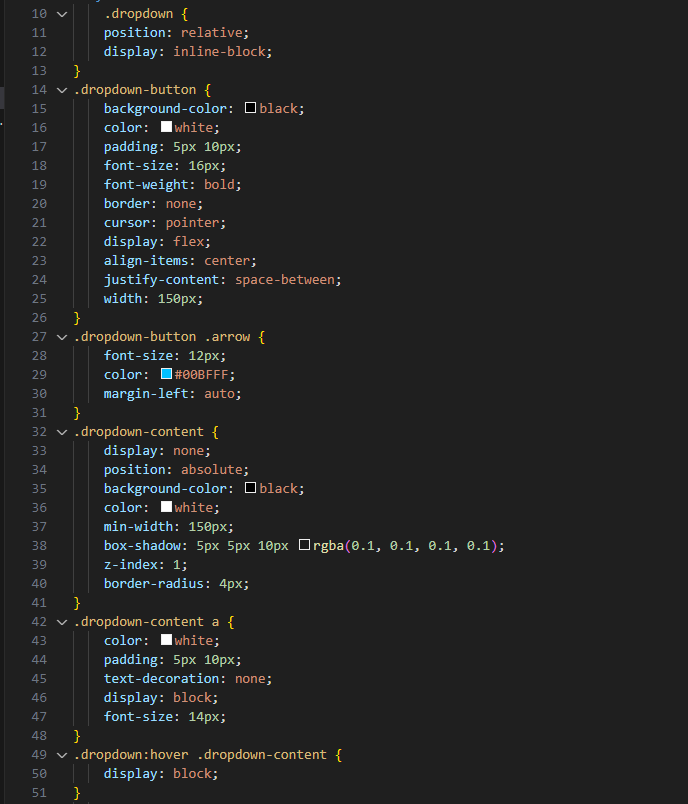 10 .dropdown {
11 position: relative;
12 display: inline-block;
13 }
14 .dropdown-button {
15 background-color: black;
16 color: white;
17 padding: 5px 10px;
18 font-size: 16px;
19 font-weight: bold;
20 border: none;
21 cursor: pointer;
22 display: flex;
23 align-items: center;
24 justify-content: space-between;
25 width: 150px;
26 }
27 .dropdown-button .arrow {
28 font-size: 12px;
29 color: #00BFFF;
30 margin-left: auto;
31 }
32 .dropdown-content {
33 display: none;
34 position: absolute;
35 background-color: black;
36 color: white;
37 min-width: 150px;
38 box-shadow: 5px 5px 10px rgba(0.1, 0.1, 0.1, 0.1);
39 z-index: 1;
40 border-radius: 4px;
41 }
42 .dropdown-content a {
43 color: white;
44 padding: 5px 10px;
45 text-decoration: none;
46 display: block;
47 font-size: 14px;
48 }
49 .dropdown:hover .dropdown-content {
50 display: block;
51 }